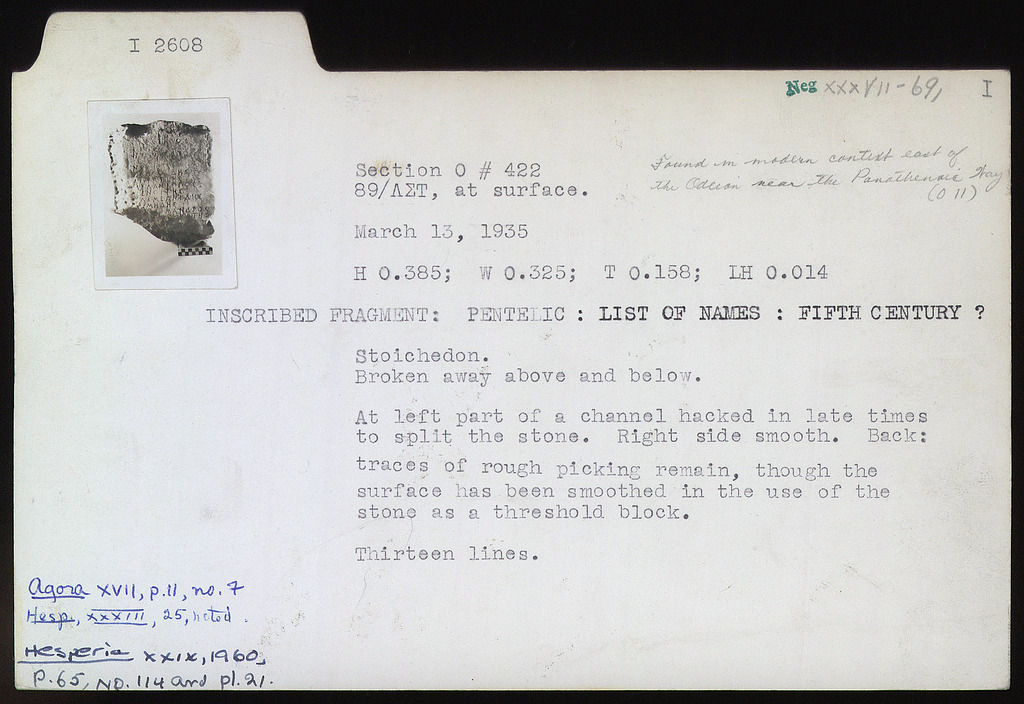 I 2608
Neg XXXVII-69, I
Found in modern context east of
the Odeion near the Panathenaic Way
(O 11)
Section O # 422
89/ΛΣΤ, at surface.
March 13, 1935
H 0.385; W 0.325; T 0.158; LH 0.014
INSCRIBED FRAGMENT: PENTELIC : LIST OF NAMES : FIFTH CENTURY ?
Stoichedon.
Broken away above and below.
At left part of a channel hacked in late times
to split the stone. Right side smooth. Back:
traces of rough picking remain, though the
surface has been smoothed in the use of the
stone as a threshold block.
Thirteen lines.
Agora XVII, p.11, no. 7
Hesp., XXXIII, 25, noted.
Hesperia XXIX, 1960,
P.65, NO. 114 and pl. 21.